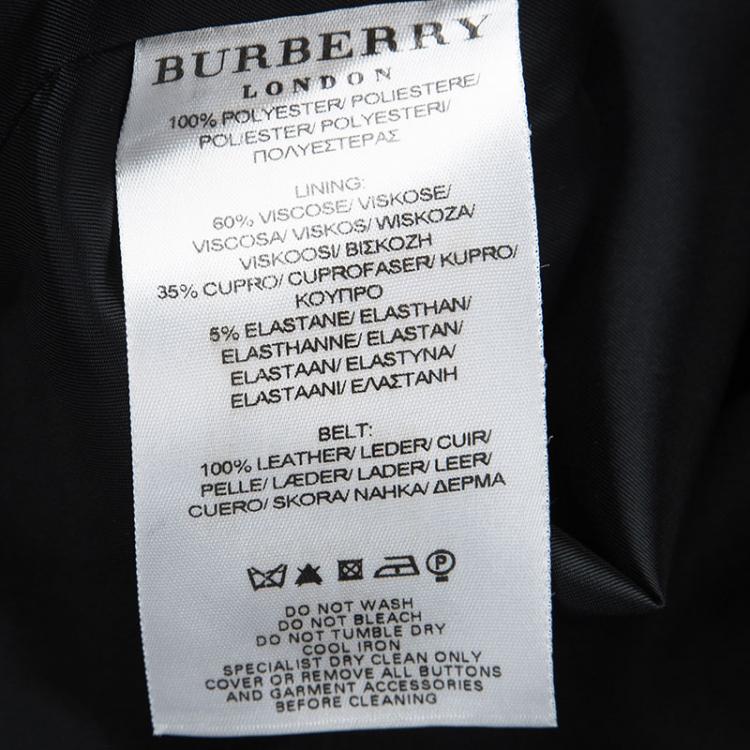 BURBERRY
LONDON
100% POLYESTER/ POLIESTERE/
POLIESTER/ POLYESTERI/
ΠΟΛΥΕΣΤΕΡΑΣ
LINING:
60% VISCOSE/ VISKOSE/
VISCOSA/ VISKOS/ WISKOZA/
VISKOOSI/ ΒΙΣΚΟΖΗ
35% CUPRO/ CUPROFASER/ KUPRO/
ΚΟΥΠΡΟ
5% ELASTANE/ ELASTHAN/
ELASTHANNE/ ELASTAN/
ELASTAAN/ ELASTYNA/
ELASTAANI/ ΕΛΑΣΤΑΝΗ
BELT:
100% LEATHER/ LEDER/ CUIR/
PELLE/ LÆDER/ LADER/ LEER/
CUERO/ SKORA/ NAHKA/ ΔΕΡΜΑ
P
DO NOT WASH
DO NOT BLEACH
DO NOT TUMBLE DRY
COOL IRON
SPECIALIST DRY CLEAN ONLY
COVER OR REMOVE ALL BUTTONS
AND GARMENT ACCESSORIES
BEFORE CLEANING